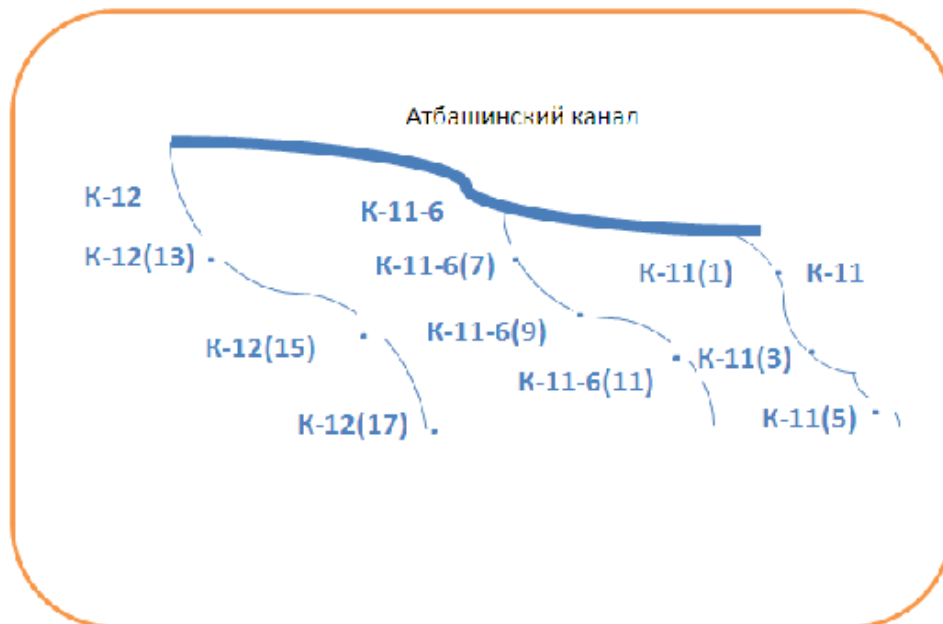 Атбашинский канал
К-12
К-11-6
К-12(13)
К-11-6(7)
К-11(1)
К-11
К-12(15)
К-11-6(9)
К-11-6(11)
К-11(3)
К-12(17)
К-11(5)